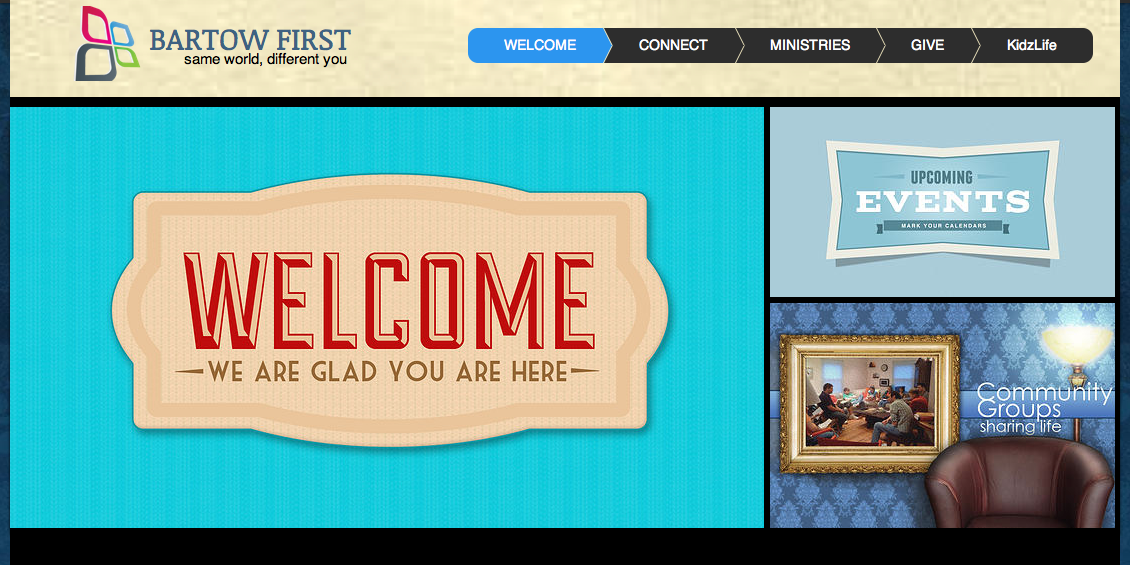 BARTOW FIRST
same world, different you
WELCOME
CONNECT
MINISTRIES
GIVE
KidzLife
WELCOME
WE ARE GLAD YOU ARE HERE
UPCOMING
EVENTS
MARK YOUR CALENDARS
Community
Groups
sharing life